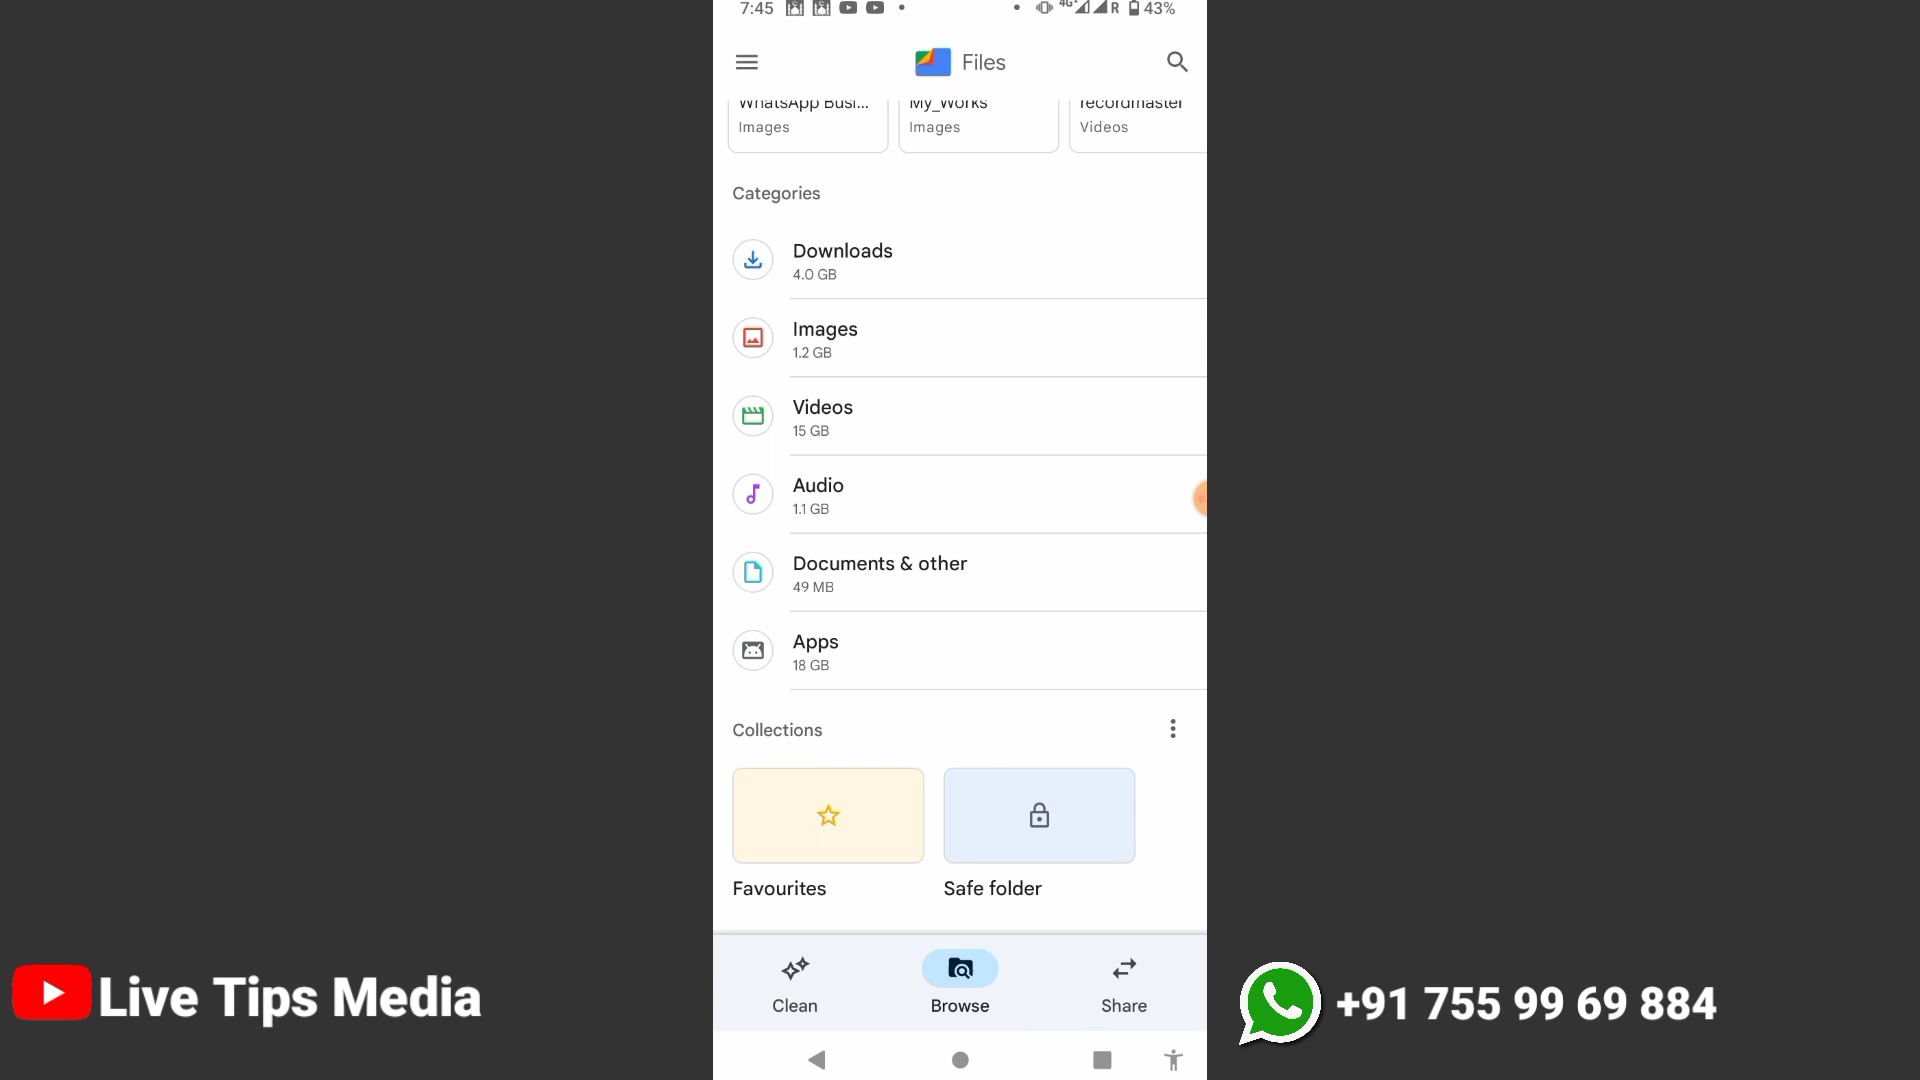 7:45
4G+
R
43%
Files
WhatsApp Busi...
My_Works
recordmaster
Images
Images
Videos
Categories
Downloads
4.0 GB
Images
1.2 GB
Videos
15 GB
Audio
1.1 GB
Documents & other
49 MB
Apps
18 GB
Collections
Favourites
Safe folder
Clean
Browse
Share
Live Tips Media
+91 755 99 69 884